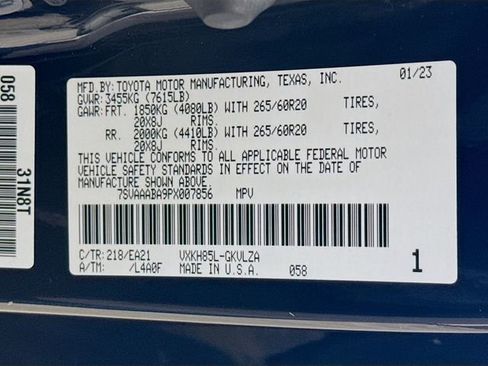 MFD.BY:TOYOTA MOTOR MANUFACTURING, TEXAS, INC. 01/23
GVWR: 3455KG (7615LB)
GAWR: FRT. 1850KG (4080LB) WITH 265/60R20 TIRES,
20X8J RIMS.
RR. 2000KG (4410LB) WITH 265/60R20 TIRES,
20X8J RIMS.
THIS VEHICLE CONFORMS TO ALL APPLICABLE FEDERAL MOTOR
VEHICLE SAFETY STANDARDS IN EFFECT ON THE DATE OF
MANUFACTURE SHOWN ABOVE.
7SVAAABA9PX007856 MPV
C/TR:218/EA21 VXKH85L-GKVLZA
A/TM: /L4A0F MADE IN U.S.A. 058 1
058
31N8T